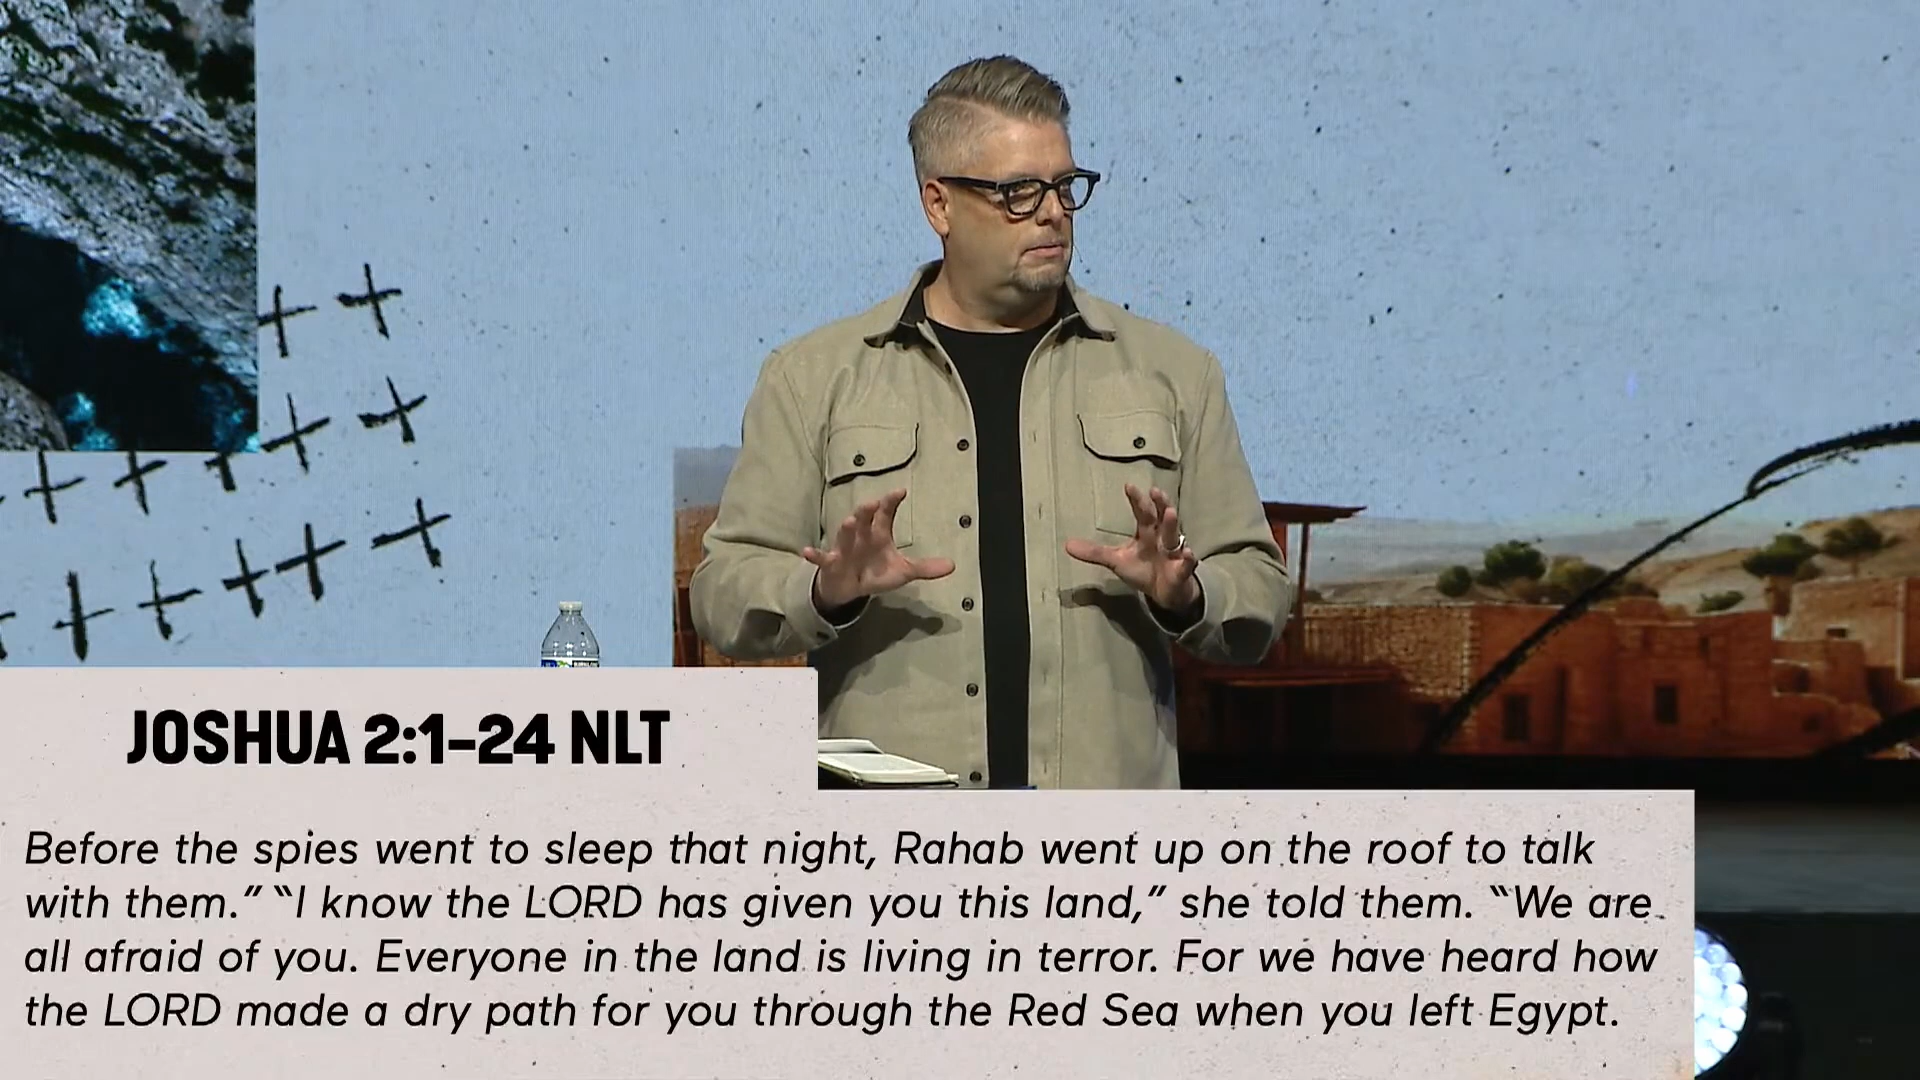 JOSHUA 2:1-24 NLT
Before the spies went to sleep that night, Rahab went up on the roof to talk
with them.” “I know the LORD has given you this land,” she told them. “We are
all afraid of you. Everyone in the land is living in terror. For we have heard how
the LORD made a dry path for you through the Red Sea when you left Egypt.